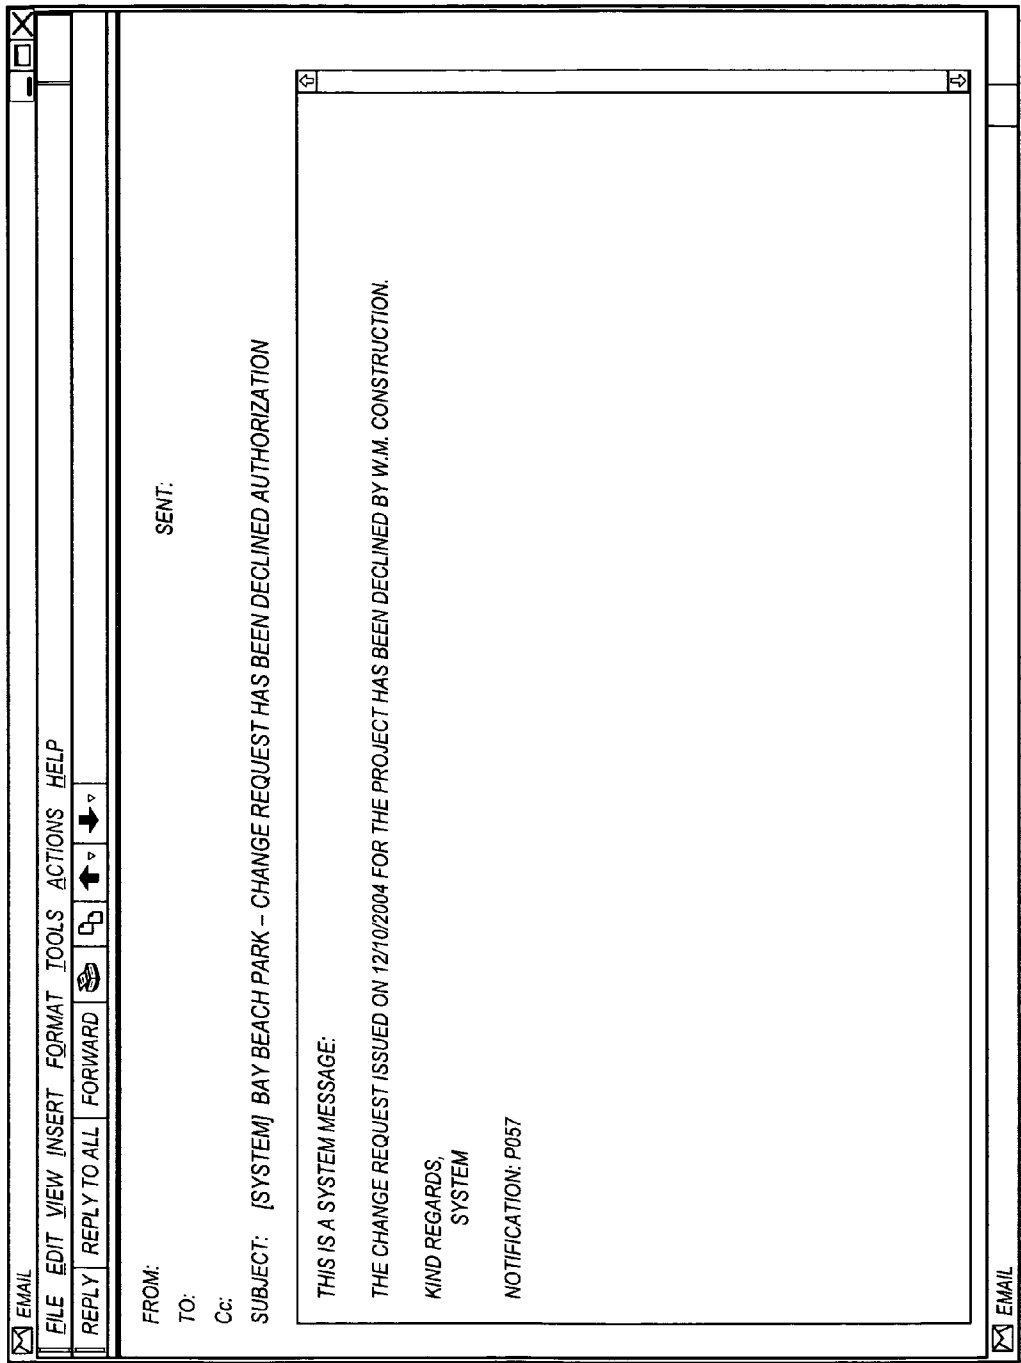 EMAIL
FILE EDIT VIEW INSERT FORMAT TOOLS ACTIONS HELP
REPLY REPLY TO ALL FORWARD
FROM:
SENT:
TO:
Cc:
SUBJECT: [SYSTEM] BAY BEACH PARK – CHANGE REQUEST HAS BEEN DECLINED AUTHORIZATION
THIS IS A SYSTEM MESSAGE:
THE CHANGE REQUEST ISSUED ON 12/10/2004 FOR THE PROJECT HAS BEEN DECLINED BY W.M. CONSTRUCTION.
KIND REGARDS,
SYSTEM
NOTIFICATION: P057
EMAIL